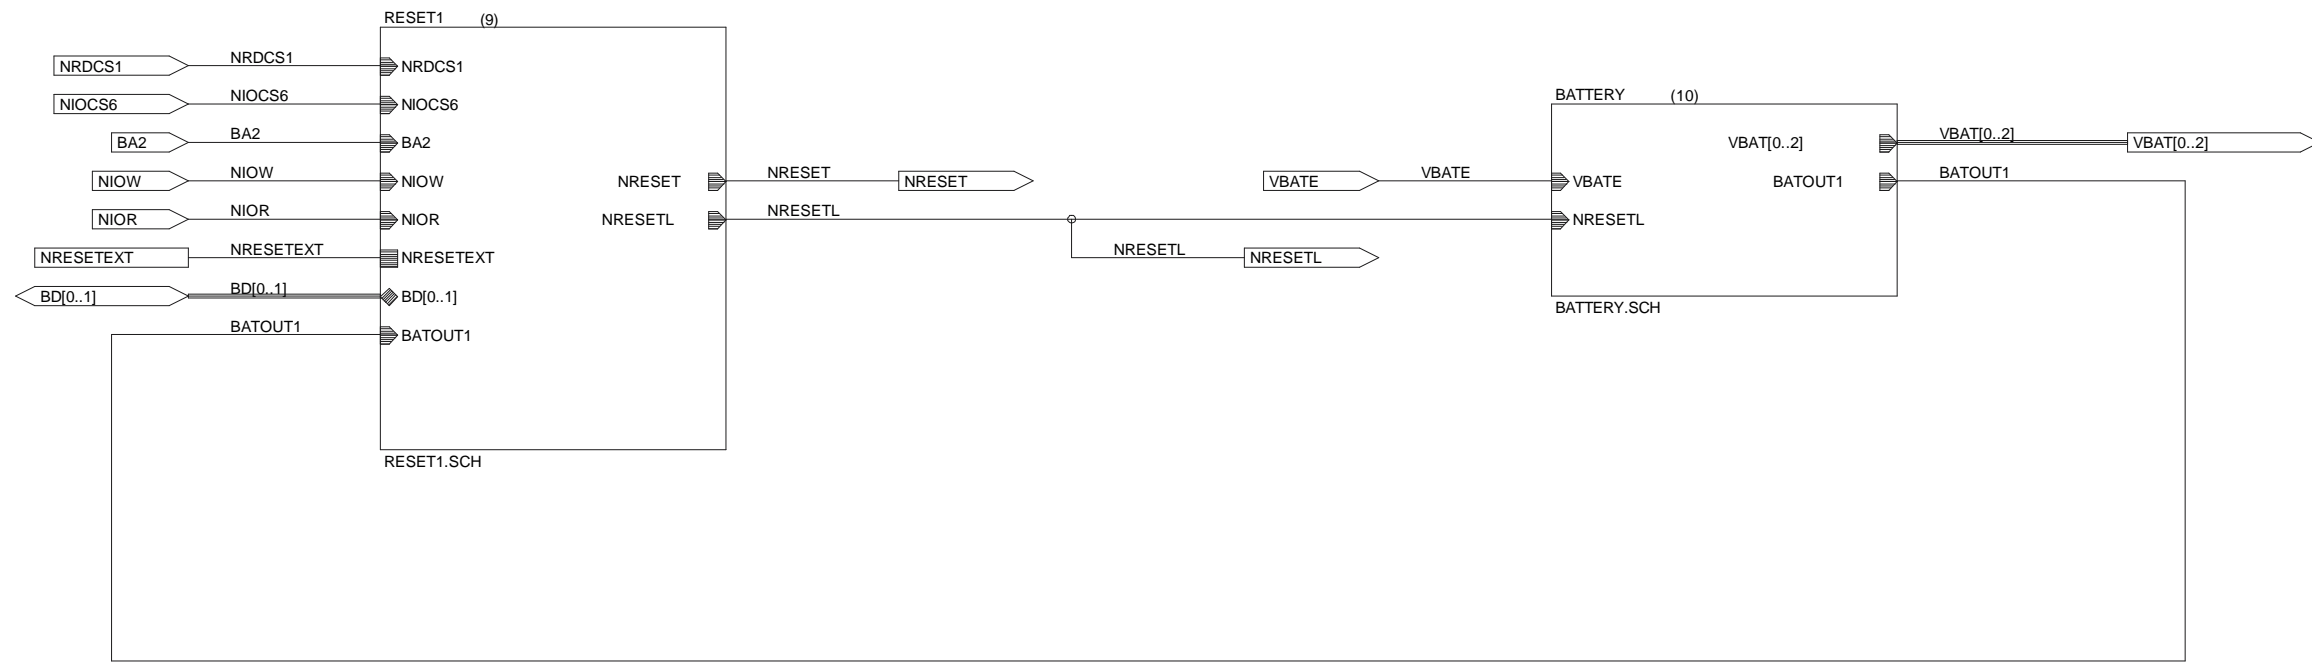 RESET1 (9)
NRDCS1 NRDCS1 NRDCS1
NIOCS6 NIOCS6 NIOCS6
BA2 BA2 BA2
NIOW NIOW NIOW
NIOR NIOR NIOR
NRESETEXT NRESETEXT NRESETEXT
BD[0..1] BD[0..1] BD[0..1]
BATOUT1 BATOUT1
NRESET NRESET NRESET
NRESETL NRESETL
NRESETL NRESETL
RESET1.SCH
BATTERY (10)
VBAT[0..2] VBAT[0..2] VBAT[0..2]
VBATE VBATE VBATE
BATOUT1 BATOUT1
NRESETL
BATTERY.SCH